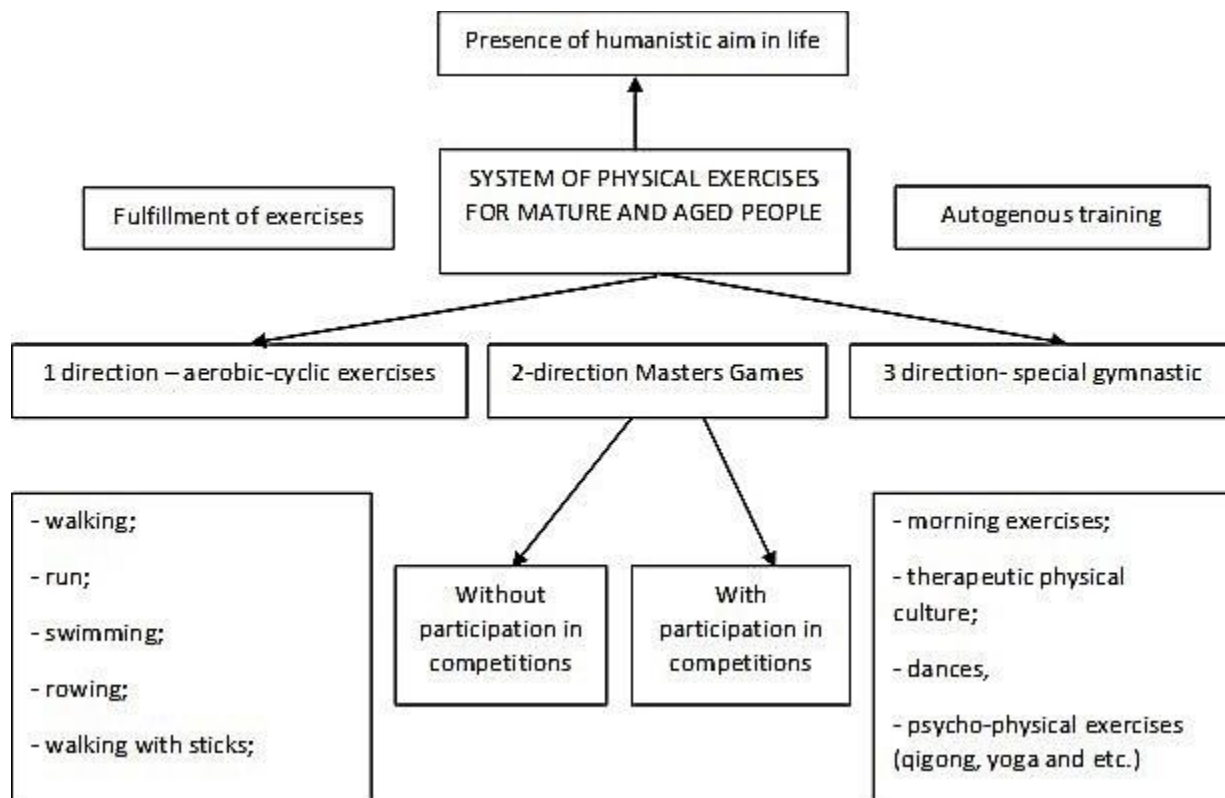 Presence of humanistic aim in life
SYSTEM OF PHYSICAL EXERCISES
FOR MATURE AND AGED PEOPLE
Fulfillment of exercises
Autogenous training
1 direction – aerobic-cyclic exercises
2-direction Masters Games
3 direction- special gymnastic
- walking;
- run;
- swimming;
- rowing;
- walking with sticks;
Without
participation in
competitions
With
participation in
competitions
- morning exercises;
- therapeutic physical
culture;
- dances,
- psycho-physical exercises
(qigong, yoga and etc.)